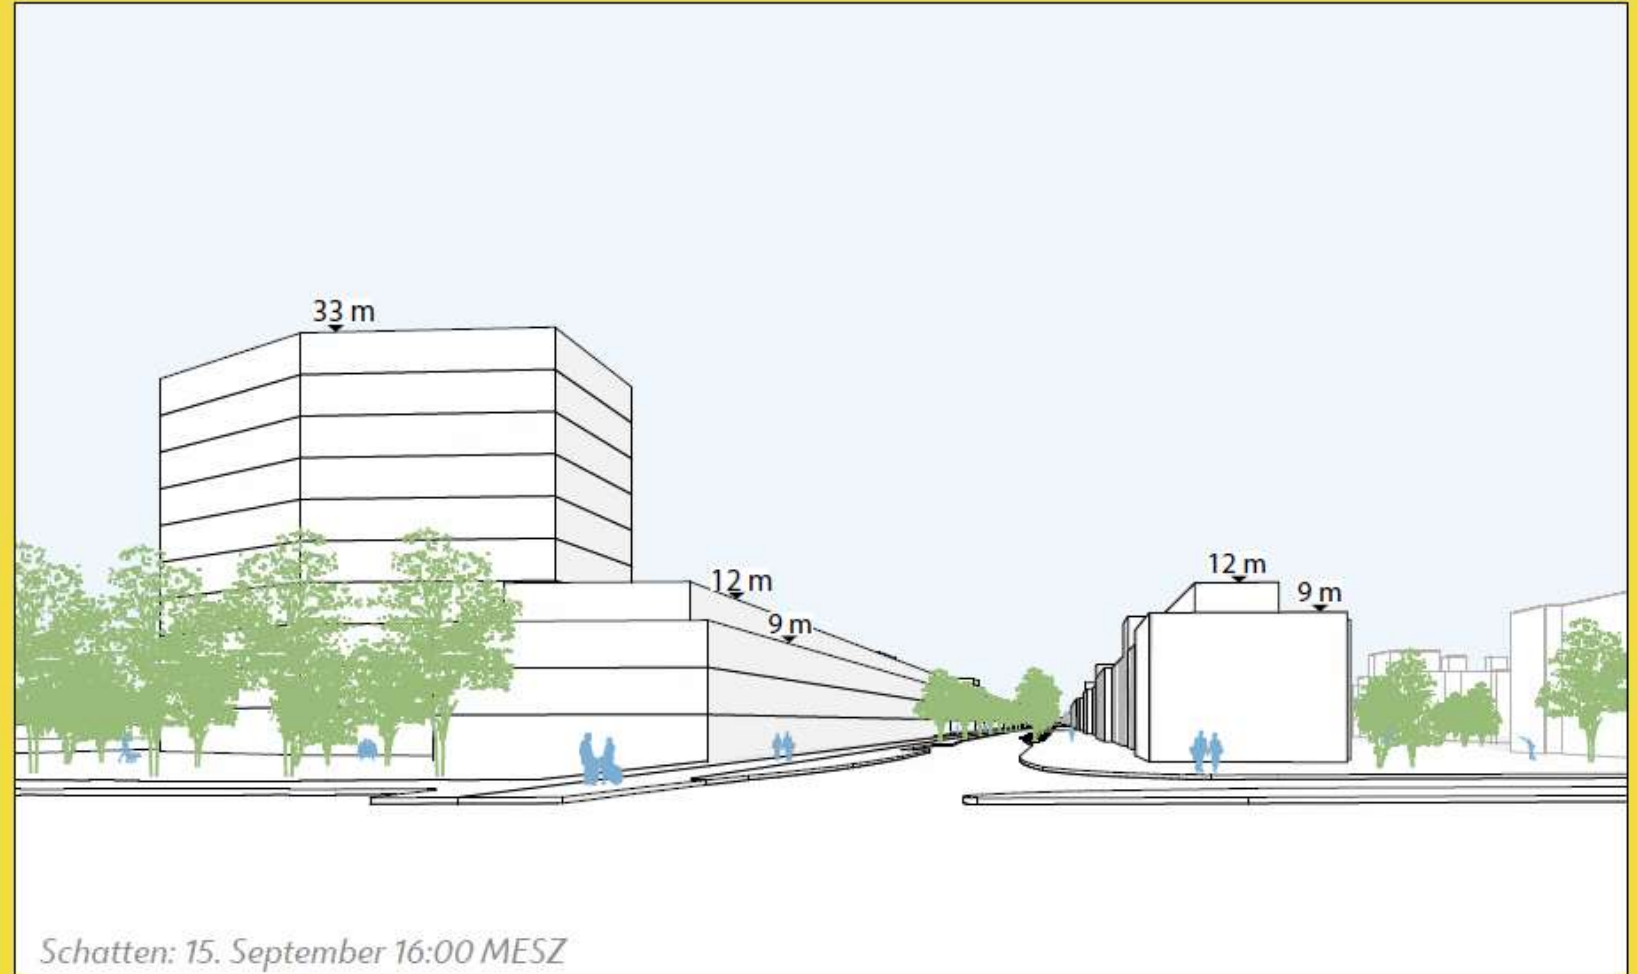 33 m
12 m
9 m
12 m
9 m
Schatten: 15. September 16:00 MESZ